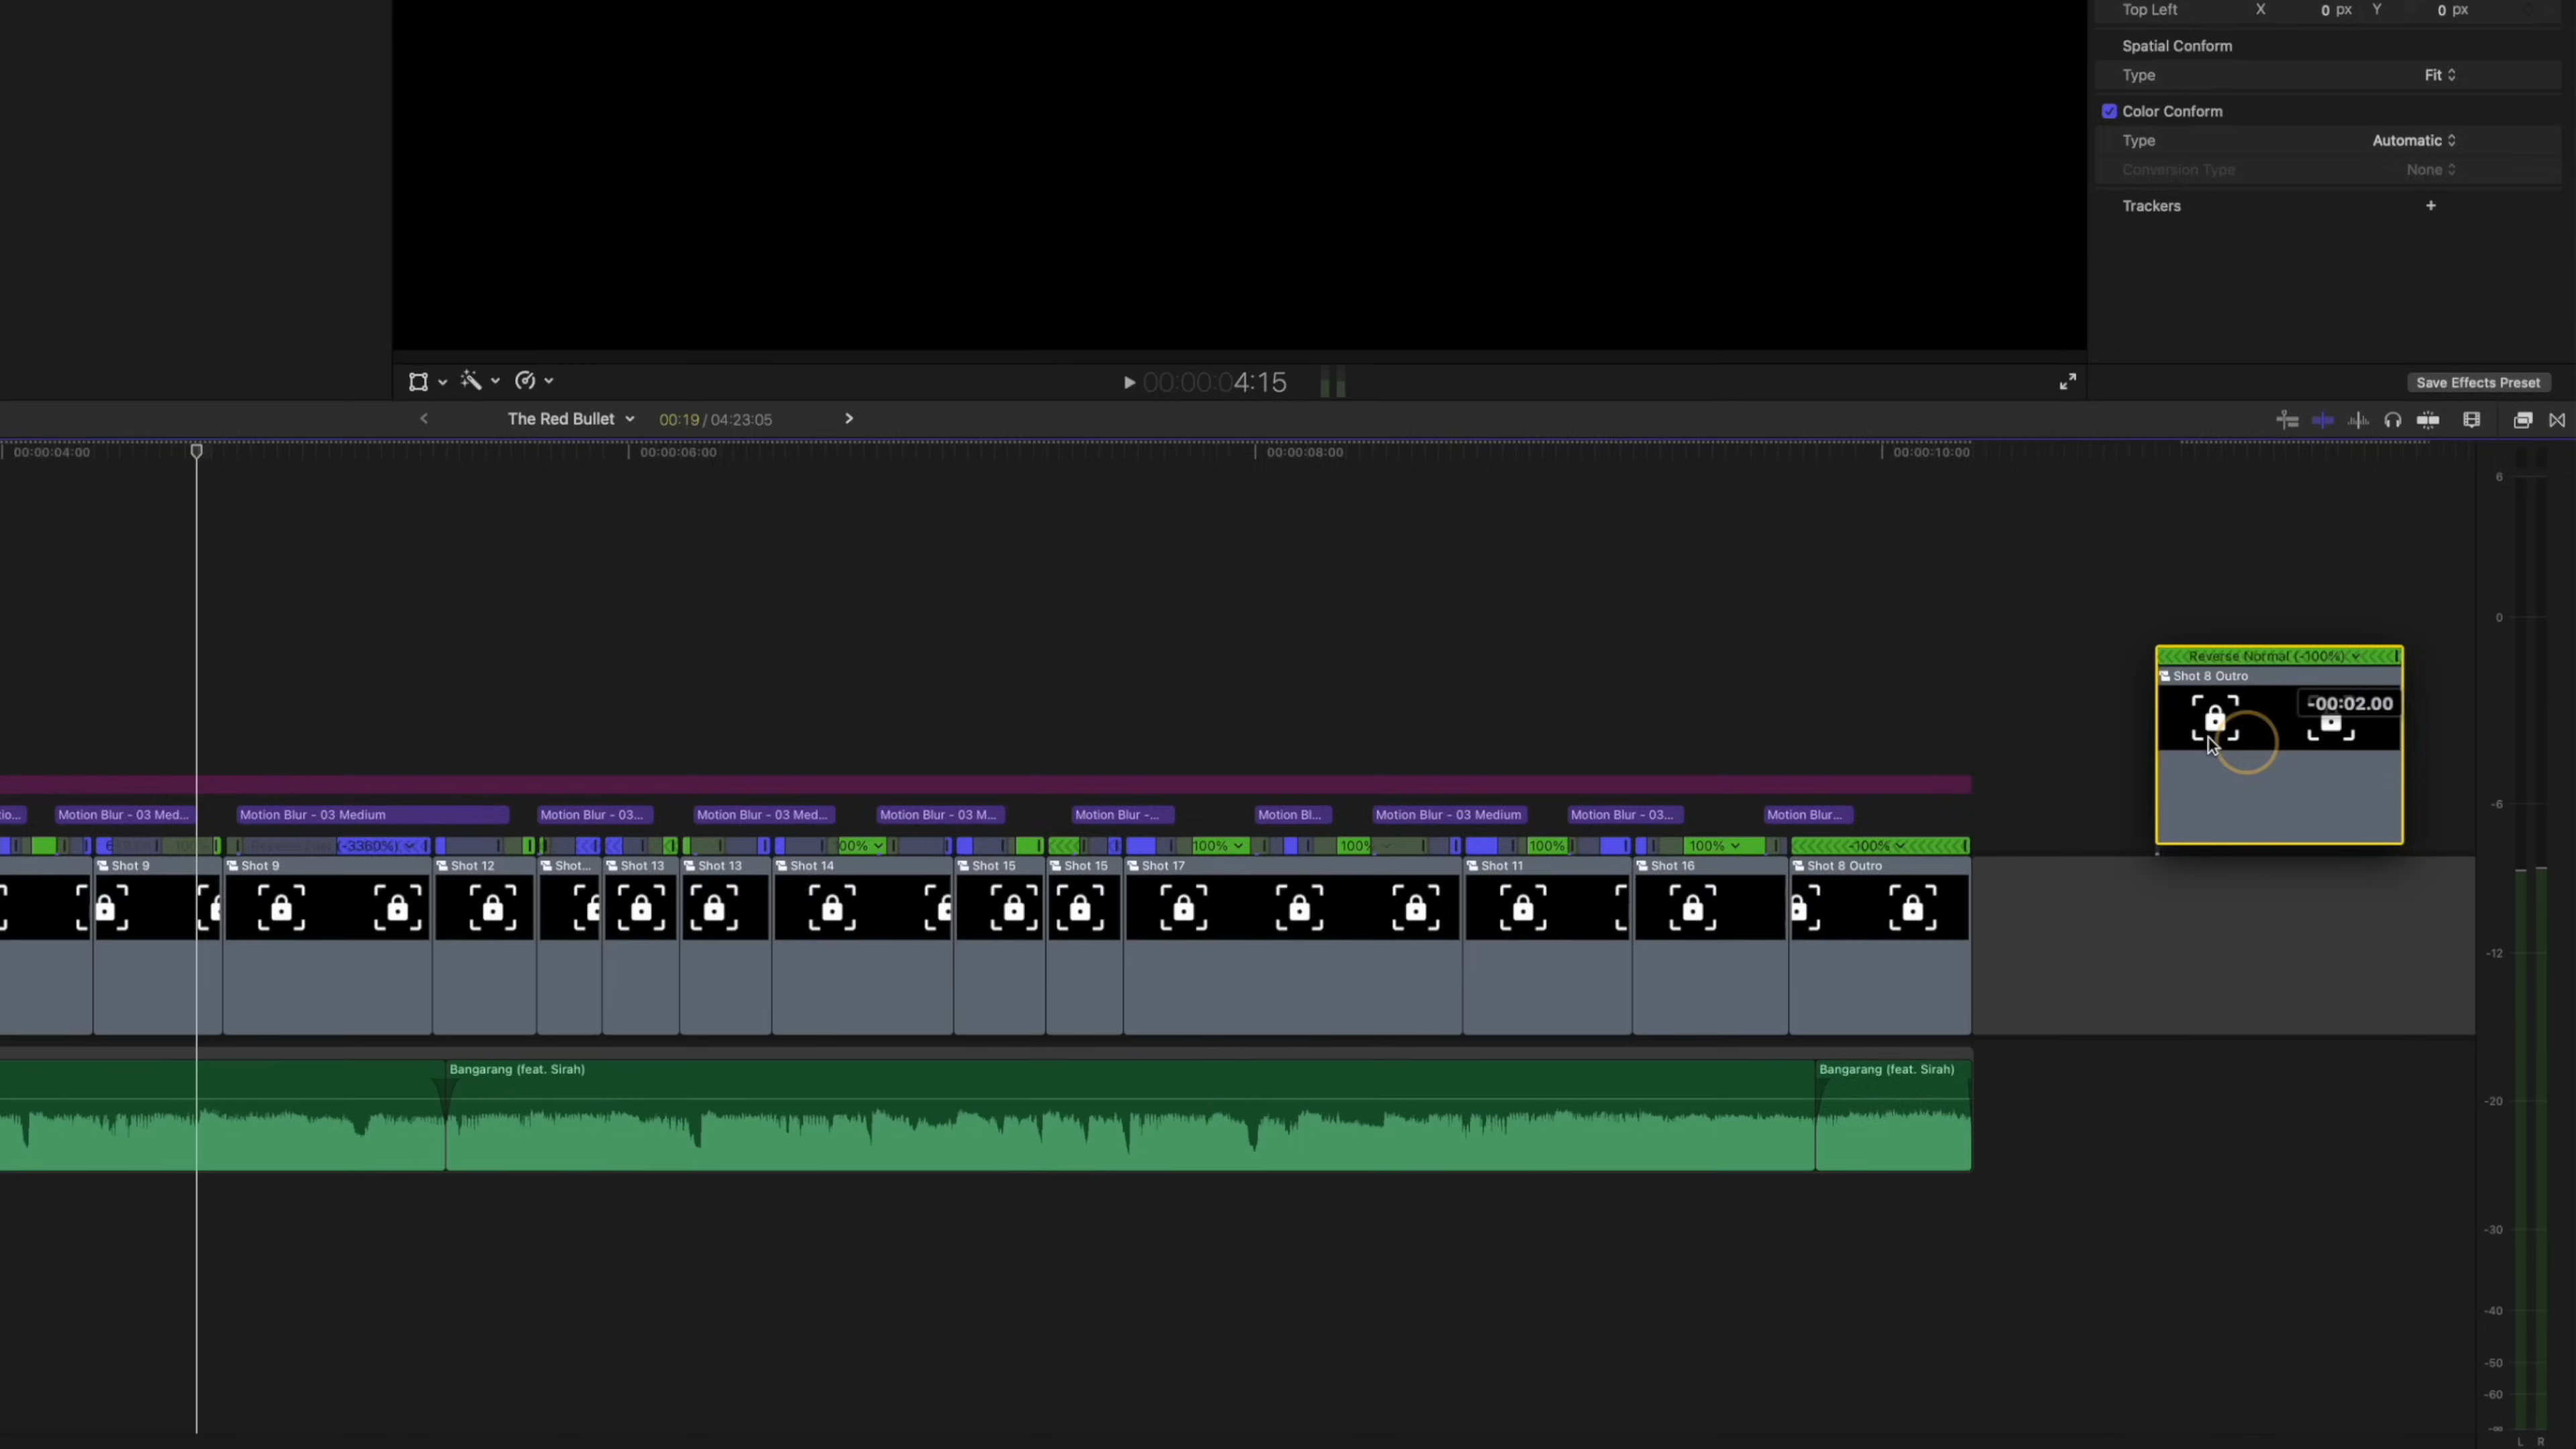 Top Left X 0 px Y 0 px
Spatial Conform
Type Fit
Color Conform
Type Automatic
Conversion Type None
Trackers +
00:00:04:15
Save Effects Preset
The Red Bullet 00:19 / 04:23:05
00:00:04:00 00:00:06:00 00:00:08:00 00:00:10:00
6
0
Reverse Normal (-100%)
Shot 8 Outro
-00:02.00
-6
Motion Blur - 03 Med... Motion Blur - 03 Medium Motion Blur - 03... Motion Blur - 03 Med... Motion Blur - 03 M... Motion Blur -... Motion Bl... Motion Blur - 03 Medium Motion Blur - 03... Motion Blur...
(-3360%) 100% 100% 100% 100% -100%
Shot 9 Shot 9 Shot 12 Shot... Shot 13 Shot 13 Shot 14 Shot 15 Shot 15 Shot 17 Shot 11 Shot 16 Shot 8 Outro
-12
Bangarang (feat. Sirah) Bangarang (feat. Sirah)
-20
-30
-40
-50
-60
-∞
L R